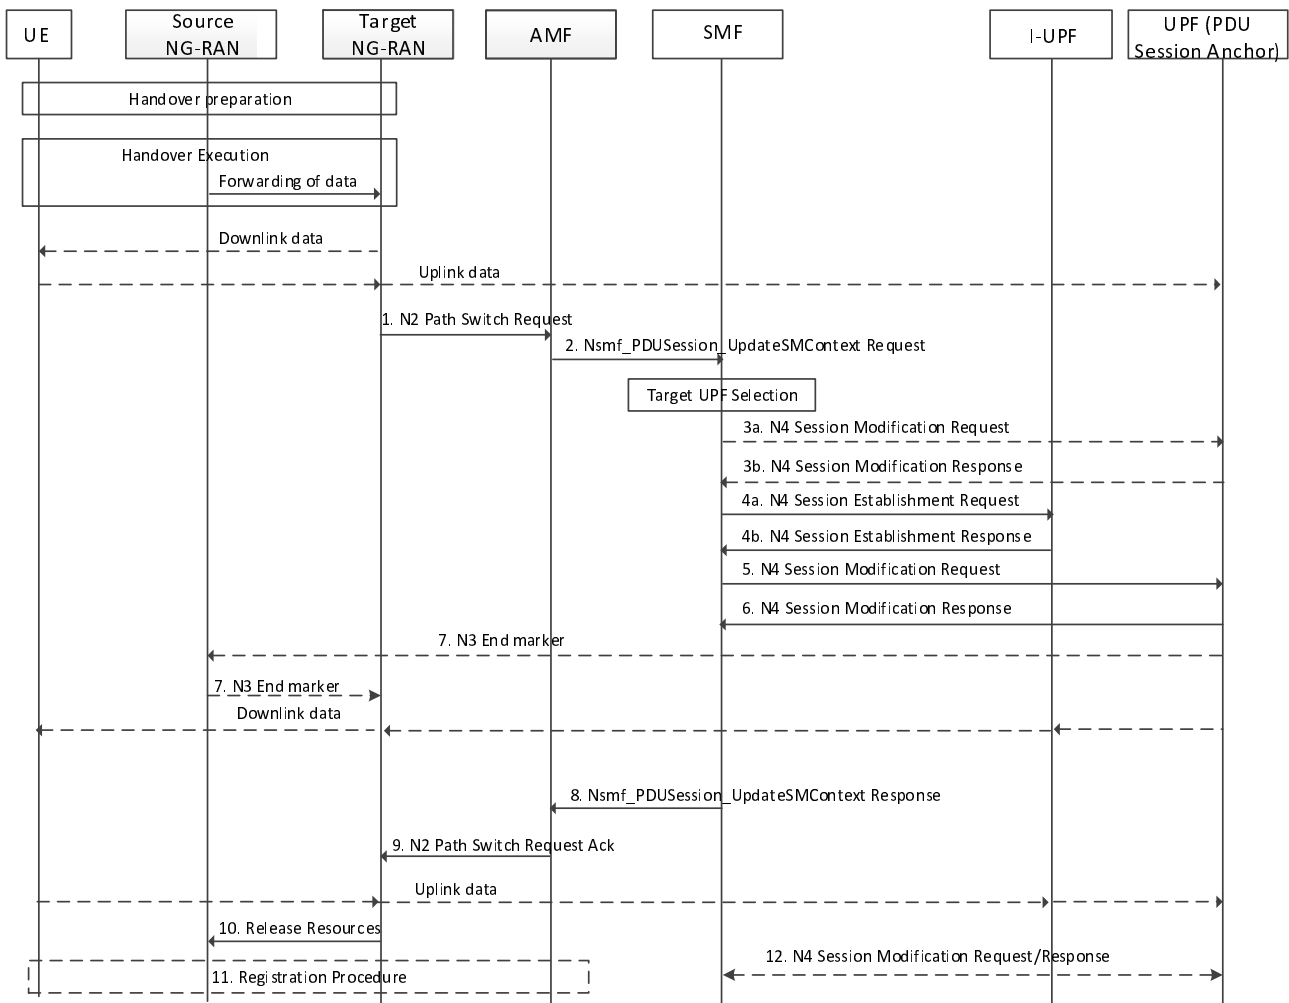 UE
Source
NG-RAN
Target
NG-RAN
AMF
SMF
I-UPF
UPF (PDU
Session Anchor)
Handover preparation
Handover Execution
Forwarding of data
Downlink data
Uplink data
1. N2 Path Switch Request
2. Nsmf_PDUSession_UpdateSMContext Request
Target UPF Selection
3a. N4 Session Modification Request
3b. N4 Session Modification Response
4a. N4 Session Establishment Request
4b. N4 Session Establishment Response
5. N4 Session Modification Request
6. N4 Session Modification Response
7. N3 End marker
7. N3 End marker
Downlink data
8. Nsmf_PDUSession_UpdateSMContext Response
9. N2 Path Switch Request Ack
Uplink data
10. Release Resources
12. N4 Session Modification Request/Response
11. Registration Procedure